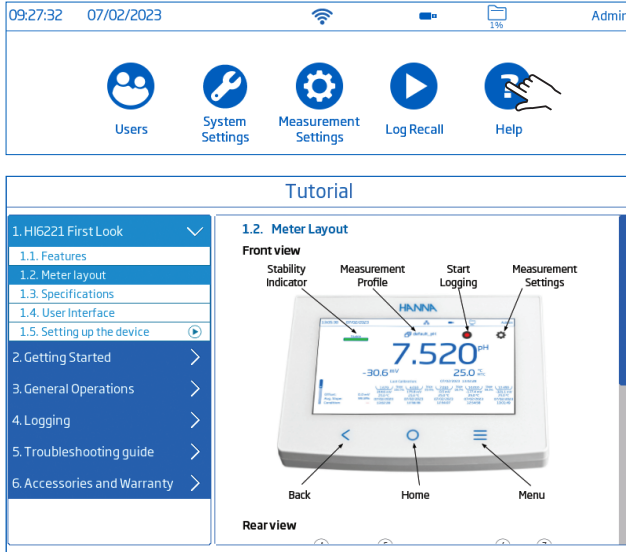 09:27:32 07/02/2023 1% Admin
Users
System
Settings
Measurement
Settings
Log Recall
Help
Tutorial
1. HI6221 First Look
1.1. Features
1.2. Meter layout
1.3. Specifications
1.4. User Interface
1.5. Setting up the device
2. Getting Started
3. General Operations
4. Logging
5. Troubleshooting guide
6. Accessories and Warranty
1.2. Meter Layout
Front view
Stability
Indicator
Measurement
Profile
Start
Logging
Measurement
Settings
HANNA
7.520 pH
-30.6 mV 25.0 °C
Back
Home
Menu
Rear view